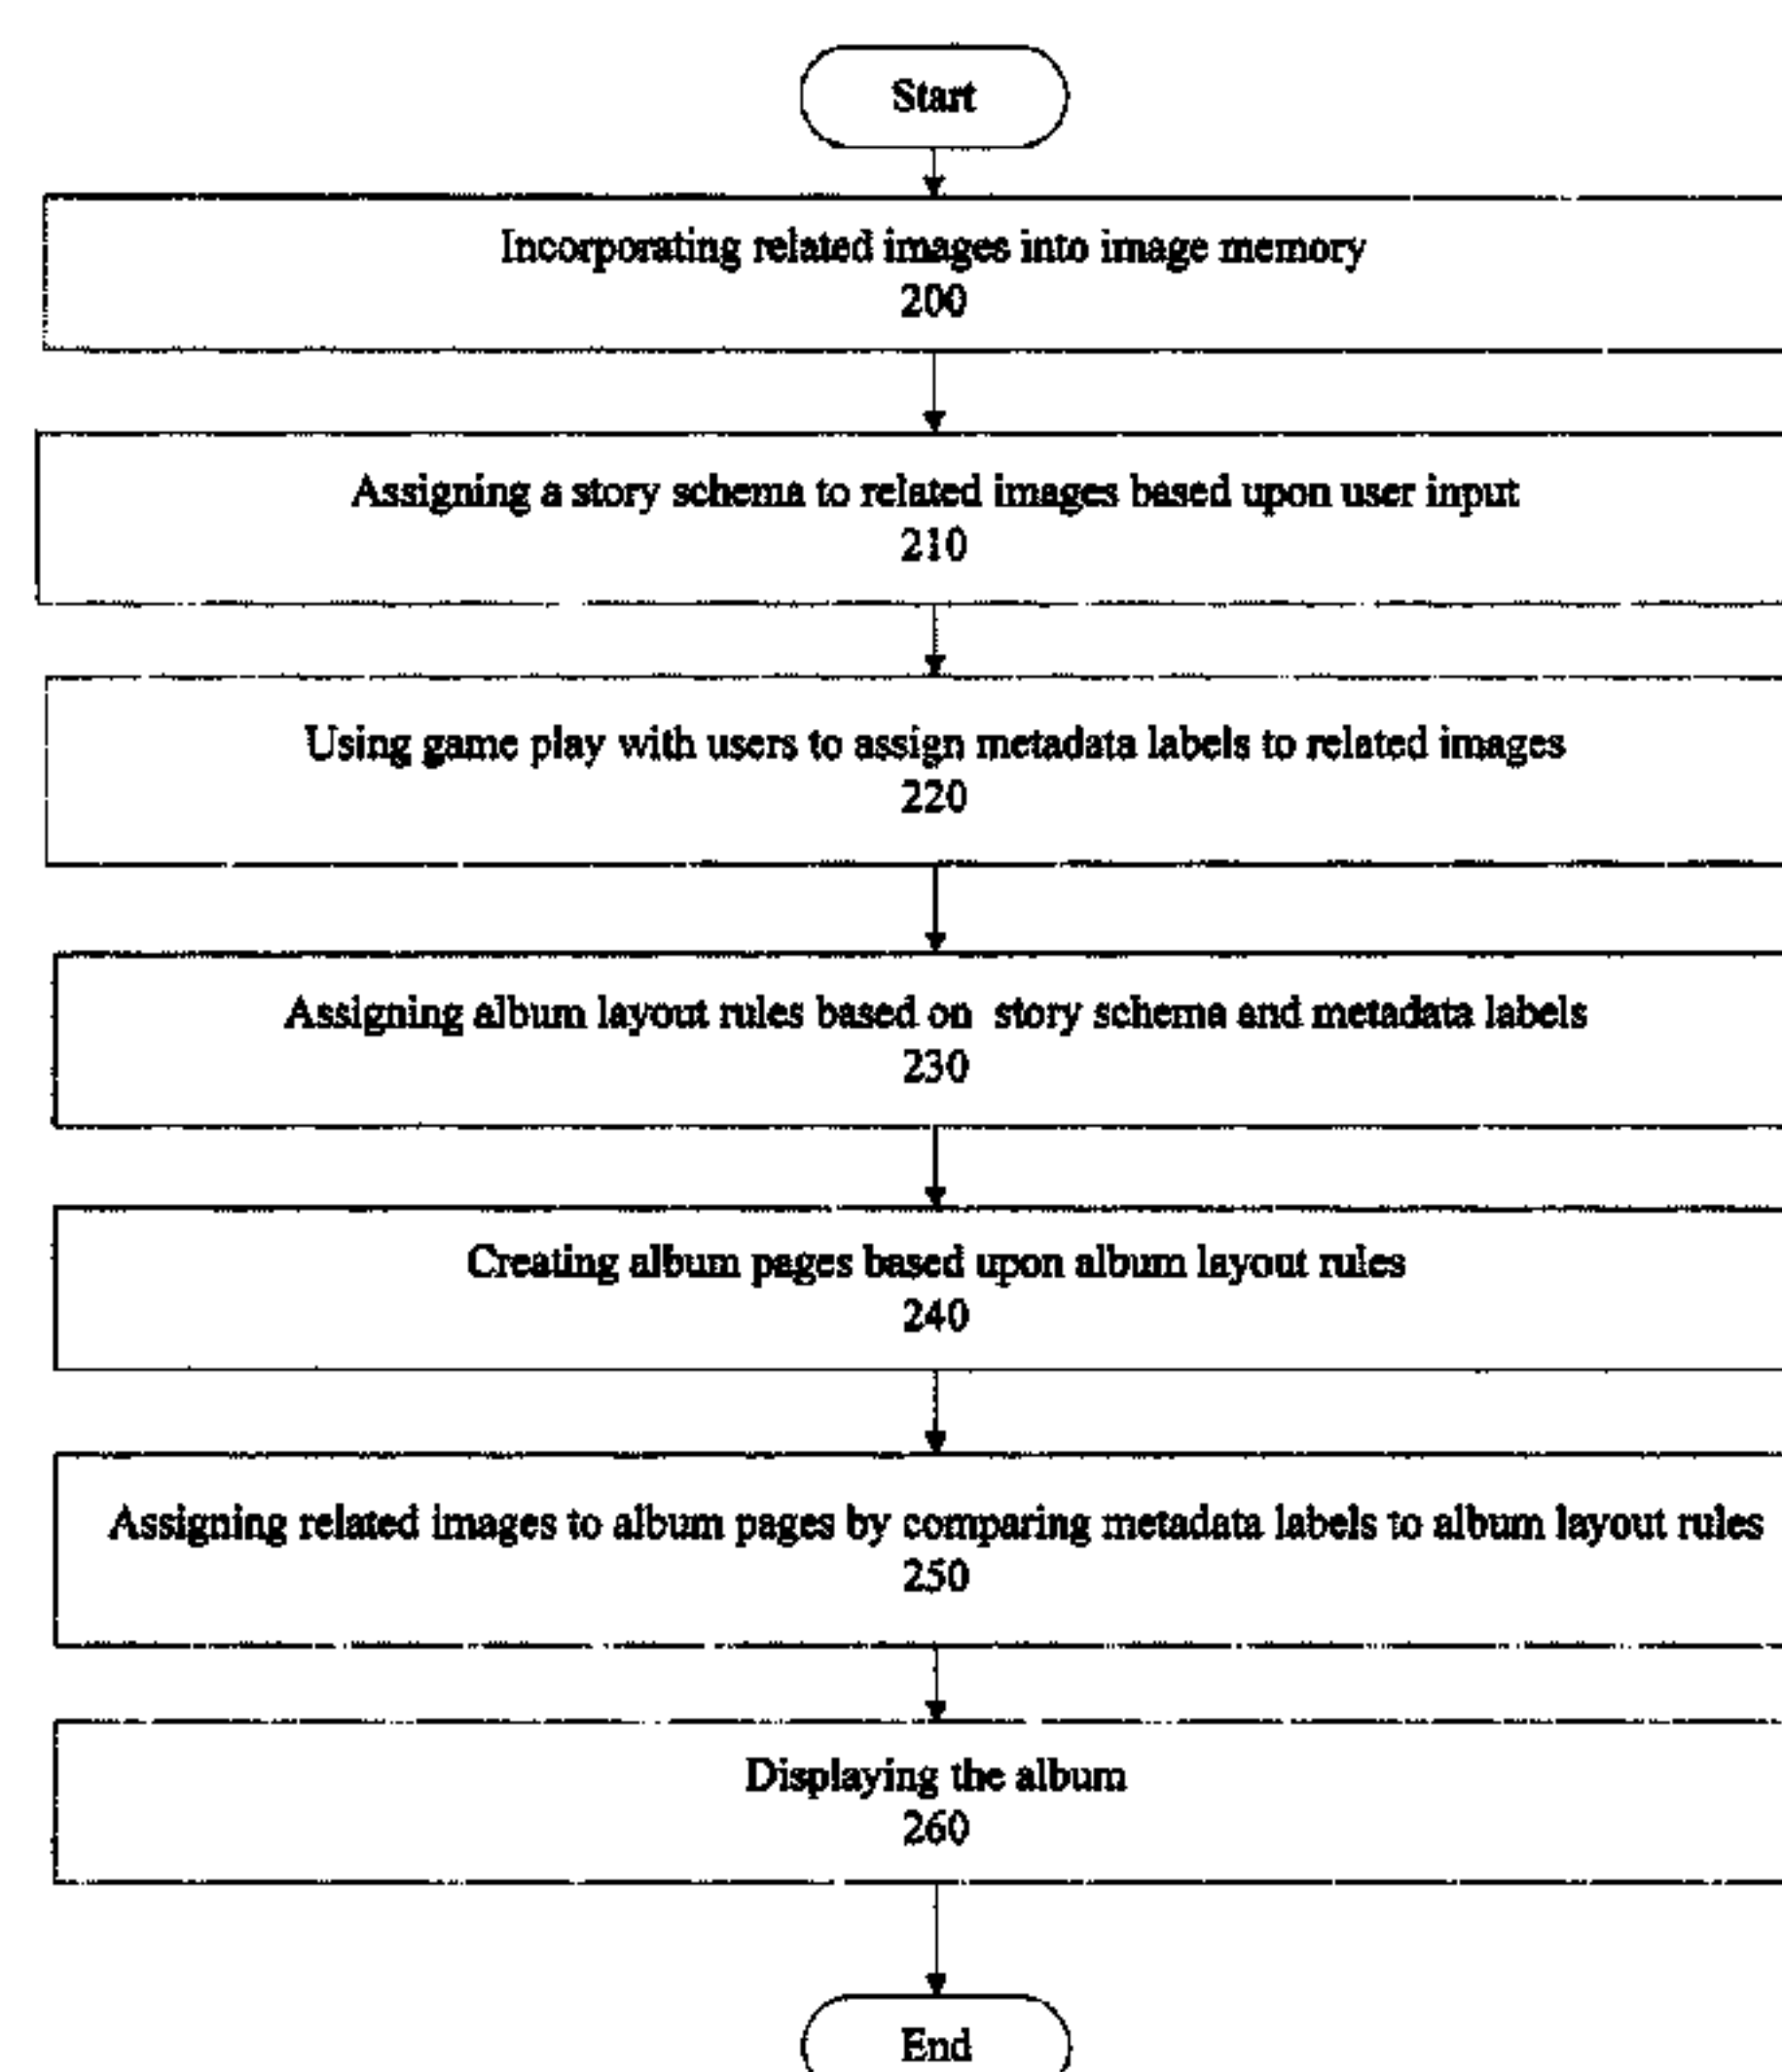 Start
Incorporating related images into image memory
200
Assigning a story schema to related images based upon user input
210
Using game play with users to assign metadata labels to related images
220
Assigning album layout rules based on story schema and metadata labels
230
Creating album pages based upon album layout rules
240
Assigning related images to album pages by comparing metadata labels to album layout rules
250
Displaying the album
260
End